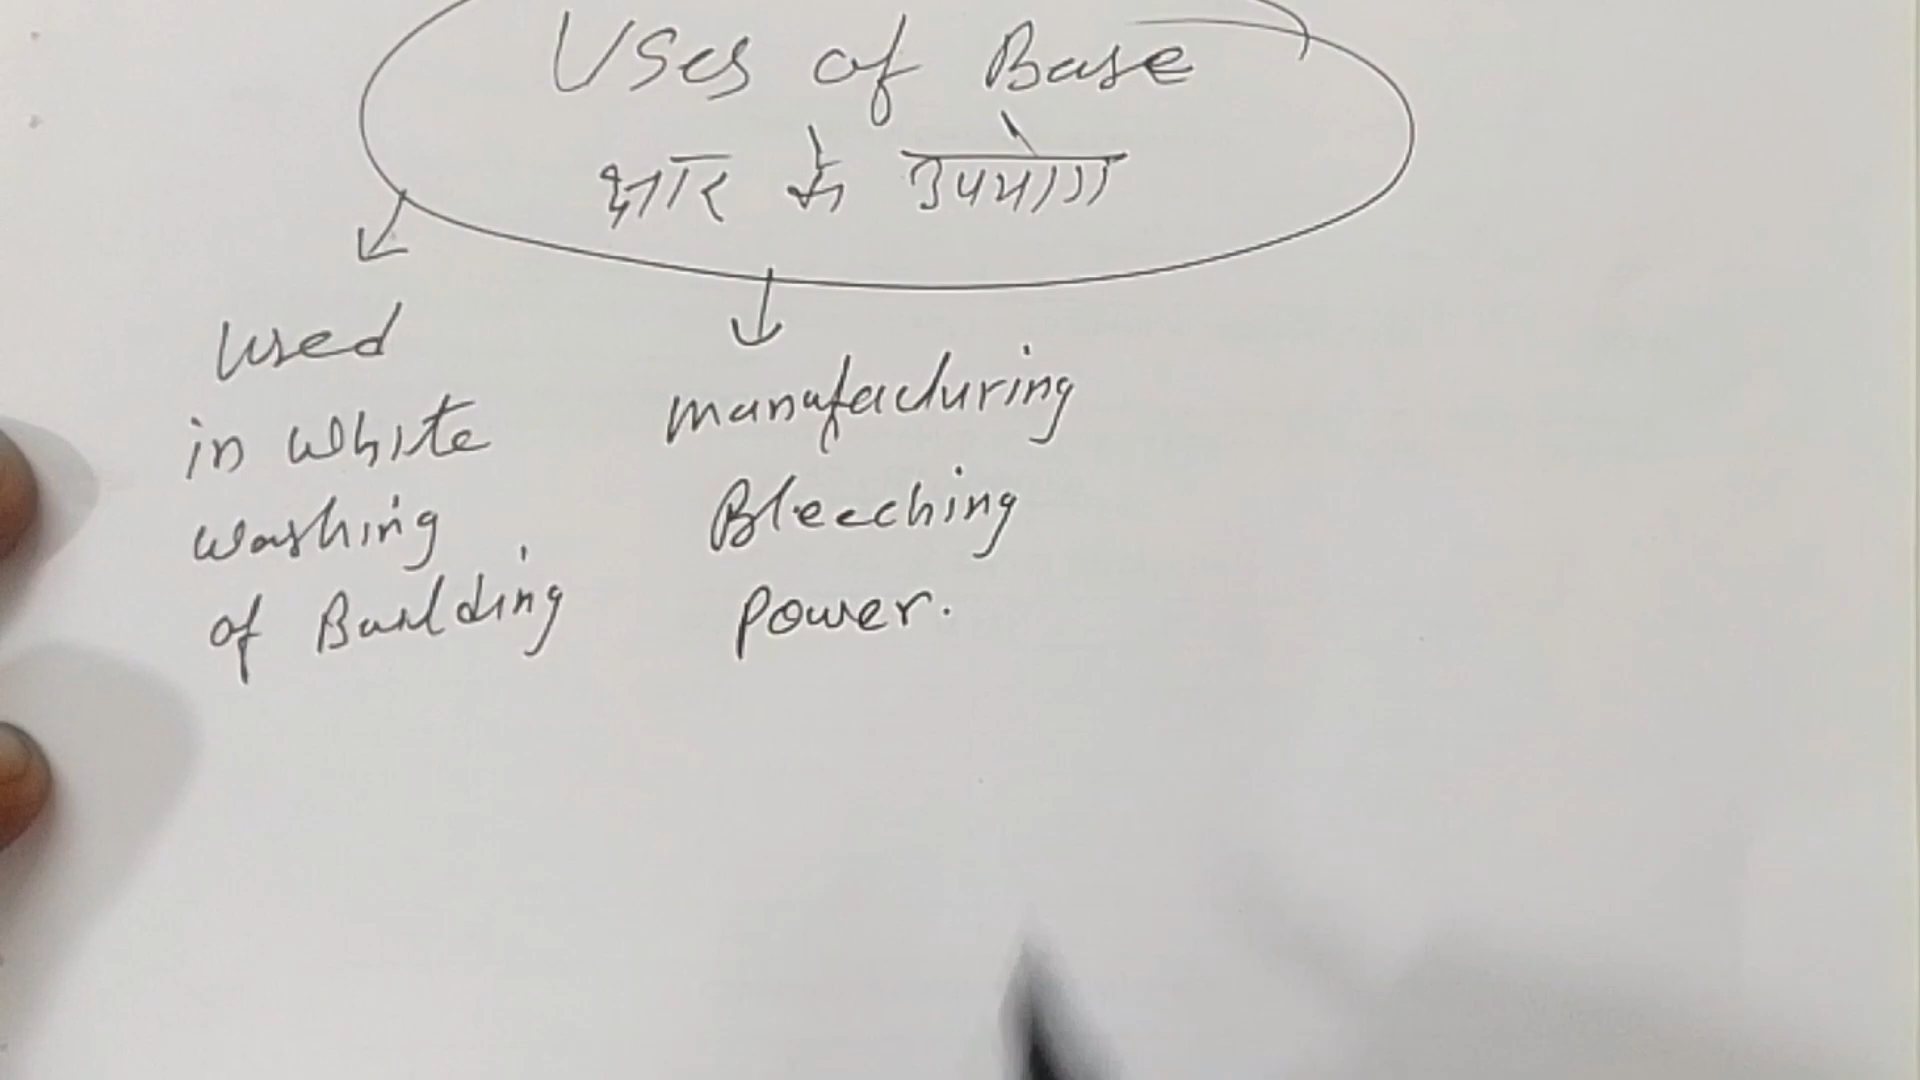 Uses of Base
क्षार के उपयोग
used
in white
washing
of Building
manufacturing
Bleeching
power.